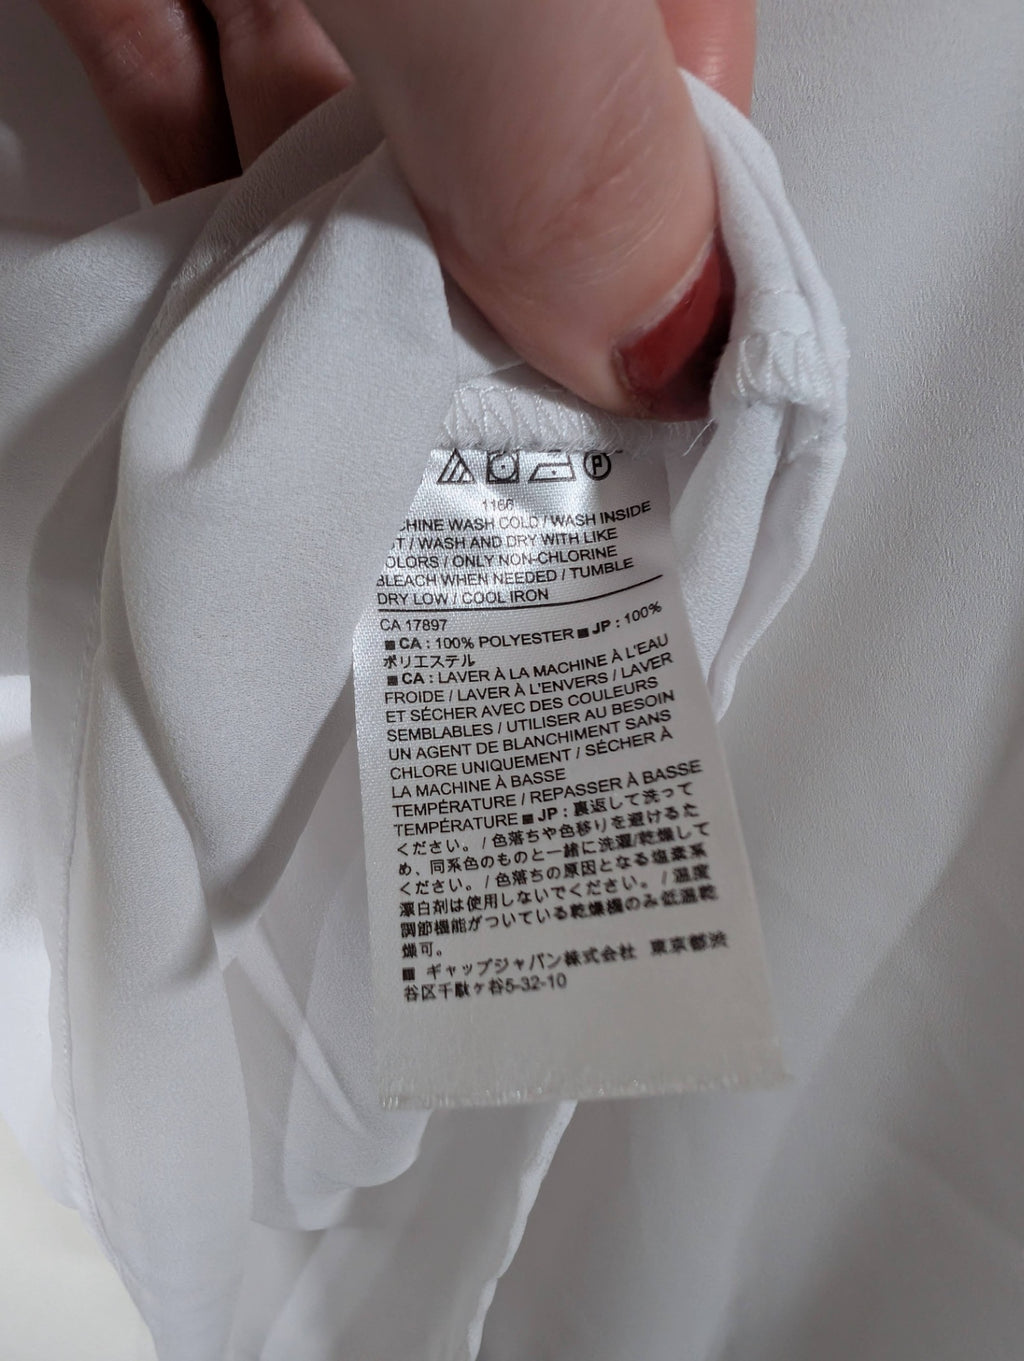 P
1166
CHINE WASH COLD / WASH INSIDE
T / WASH AND DRY WITH LIKE
OLORS / ONLY NON-CHLORINE
BLEACH WHEN NEEDED / TUMBLE
DRY LOW / COOL IRON
CA 17897
■ CA : 100% POLYESTER ■ JP : 100%
ポリエステル
■ CA : LAVER À LA MACHINE À L'EAU
FROIDE / LAVER À L'ENVERS / LAVER
ET SÉCHER AVEC DES COULEURS
SEMBLABLES / UTILISER AU BESOIN
UN AGENT DE BLANCHIMENT SANS
CHLORE UNIQUEMENT / SÉCHER À
LA MACHINE À BASSE
TEMPÉRATURE / REPASSER À BASSE
TEMPÉRATURE ■ JP : 裏返して洗って
ください。 / 色落ちや色移りを避けるた
め、同系色のものと一緒に洗濯/乾燥して
ください。 / 色落ちの原因となる塩素系
漂白剤は使用しないでください。 / 温度
調節機能がついている乾燥機のみ低温乾
燥可。
■ ギャップジャパン株式会社 東京都渋
谷区千駄ヶ谷5-32-10